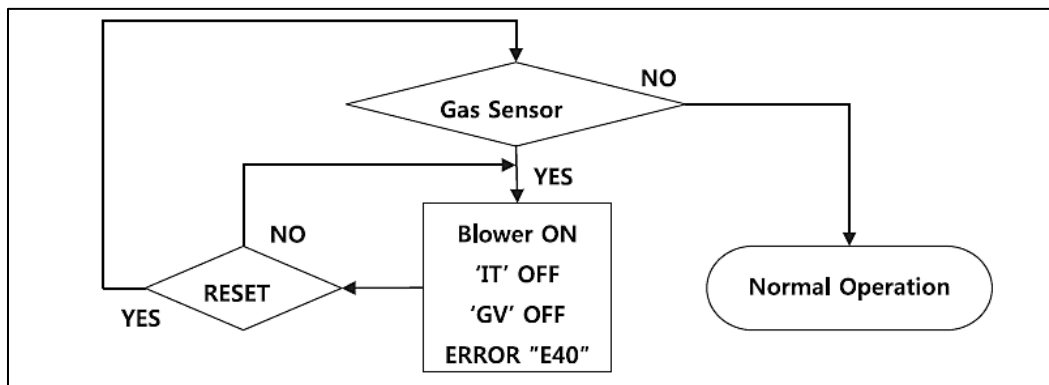 NO
Gas Sensor
YES
Blower ON
‘IT’ OFF
‘GV’ OFF
ERROR "E40"
NO
RESET
YES
Normal Operation